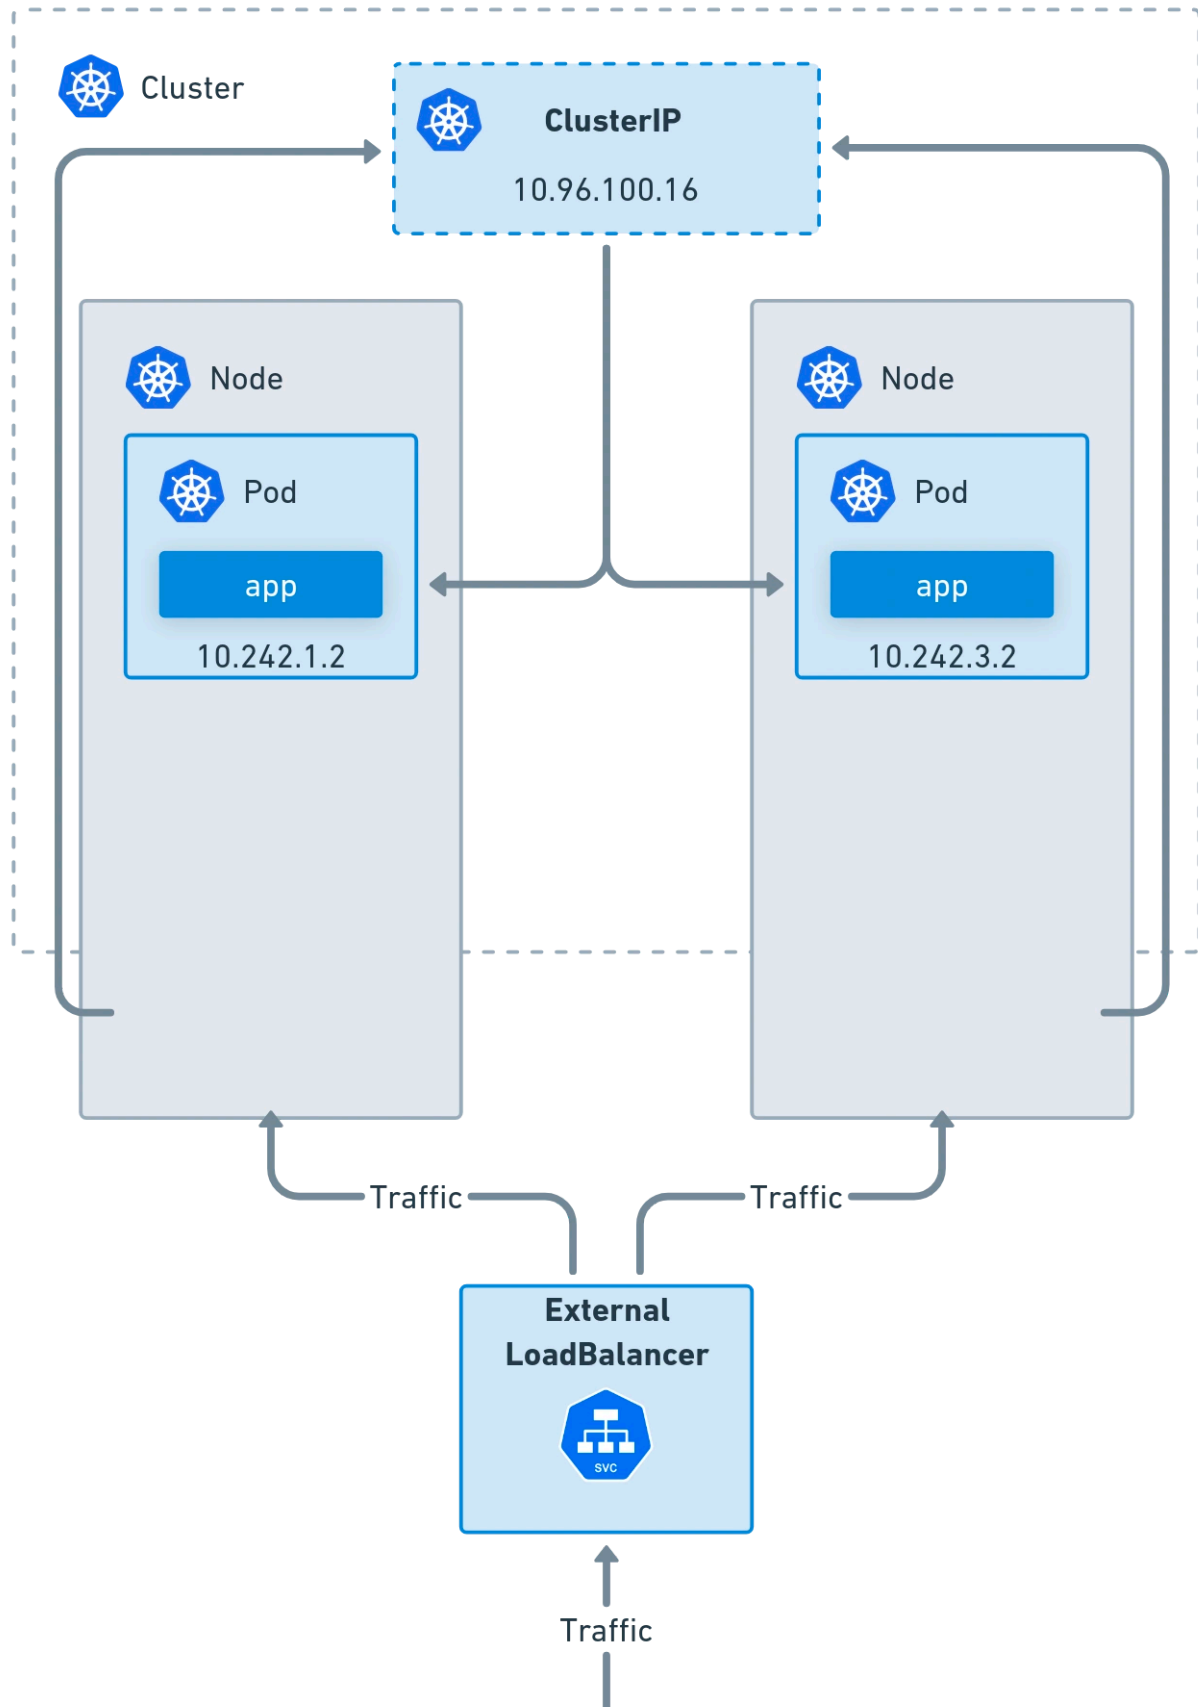 Cluster
ClusterIP
10.96.100.16
Node
Node
Pod
Pod
app
app
10.242.1.2
10.242.3.2
Traffic
Traffic
External
LoadBalancer
SVC
Traffic